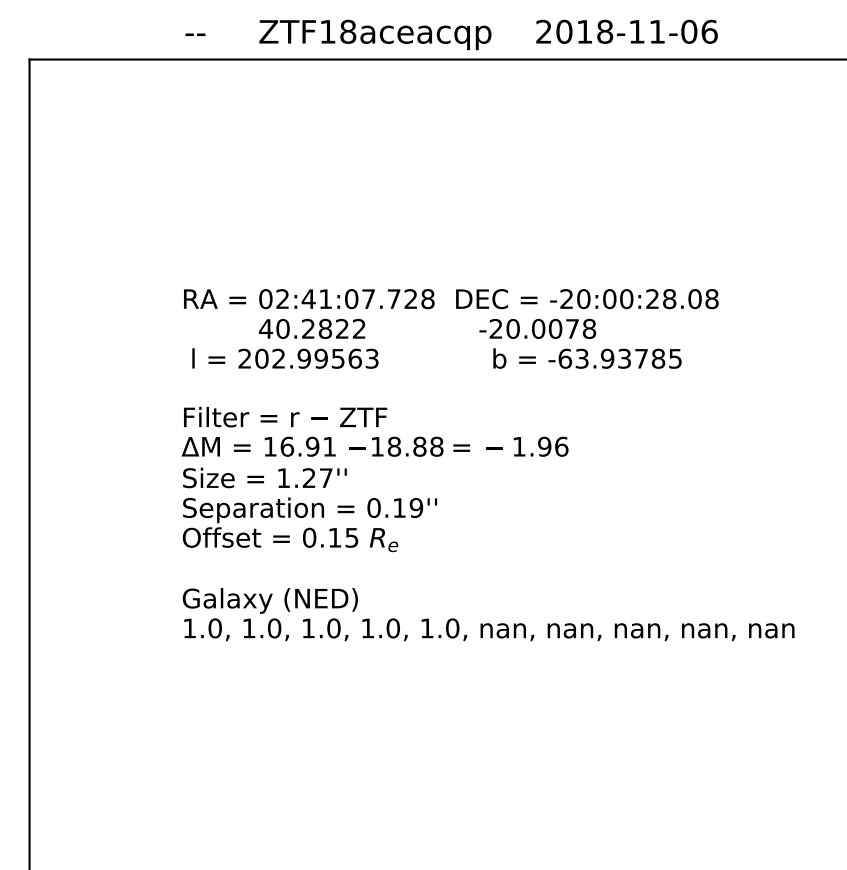 -- ZTF18aceacqp 2018-11-06
RA = 02:41:07.728 DEC = -20:00:28.08
40.2822 -20.0078
l = 202.99563 b = -63.93785
Filter = r − ZTF
ΔM = 16.91 −18.88 = − 1.96
Size = 1.27''
Separation = 0.19''
Offset = 0.15 Re
Galaxy (NED)
1.0, 1.0, 1.0, 1.0, 1.0, nan, nan, nan, nan, nan